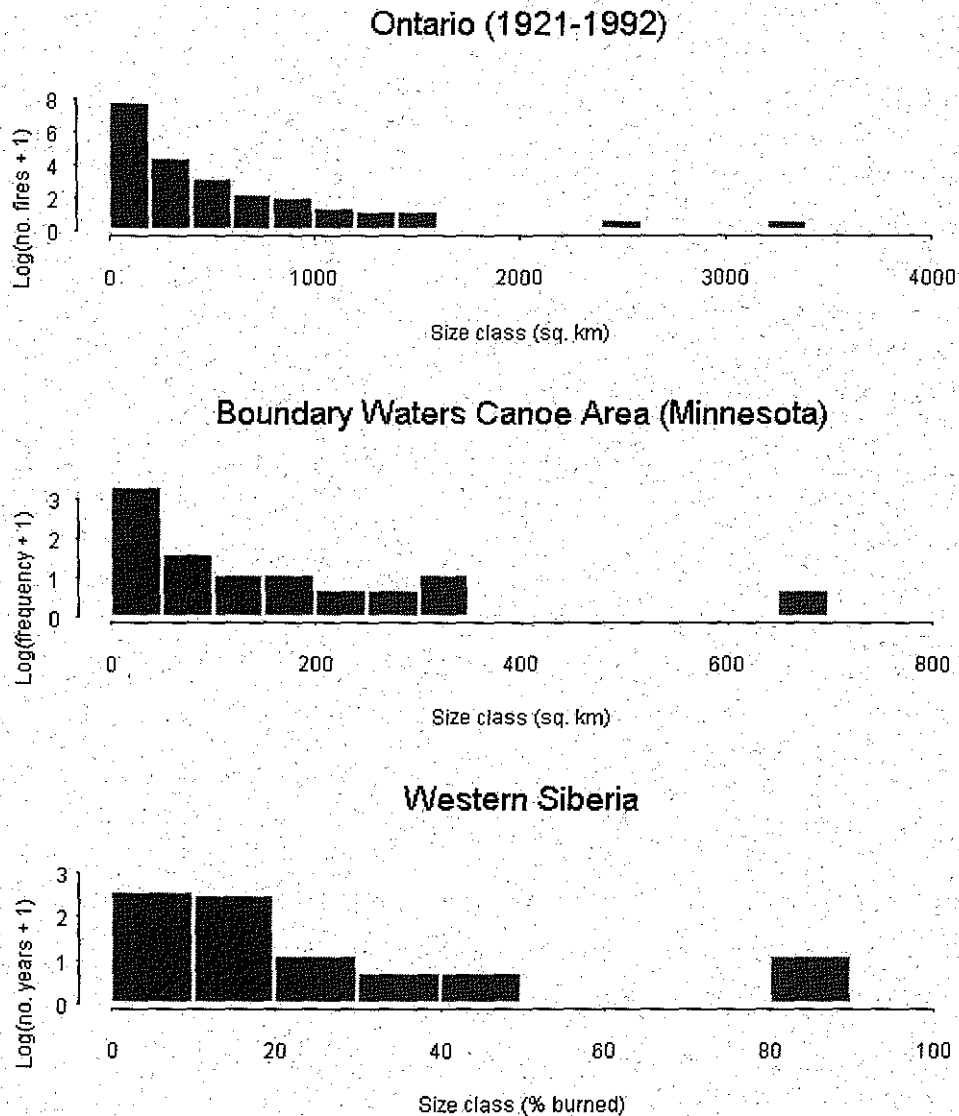 Ontario (1921-1992)
Log(no. fires + 1)
8
6
4
2
0
0 1000 2000 3000 4000
Size class (sq. km)
Boundary Waters Canoe Area (Minnesota)
Log(frequency + 1)
3
2
1
0
0 200 400 600 800
Size class (sq. km)
Western Siberia
Log(no. years + 1)
3
2
1
0
0 20 40 60 80 100
Size class (% burned)